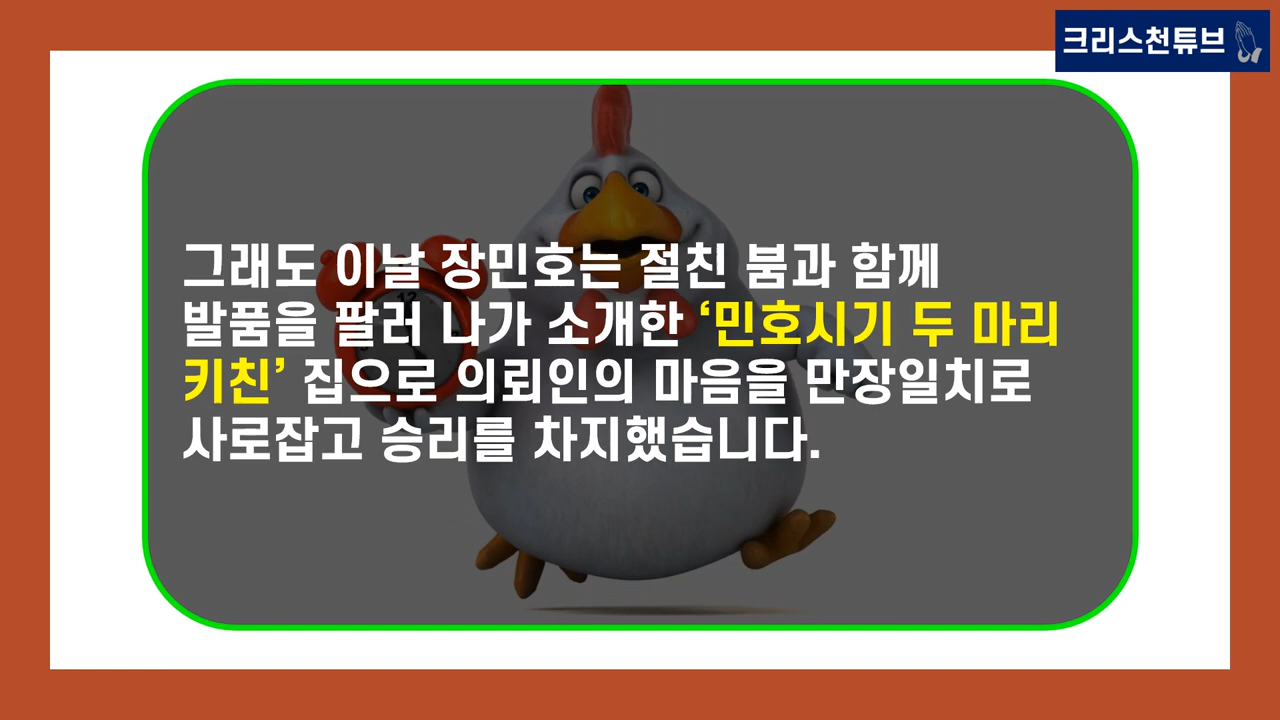 크리스천튜브
그래도 이날 장민호는 절친 붐과 함께
발품을 팔러 나가 소개한 ‘민호시기 두 마리
키친’ 집으로 의뢰인의 마음을 만장일치로
사로잡고 승리를 차지했습니다.
12